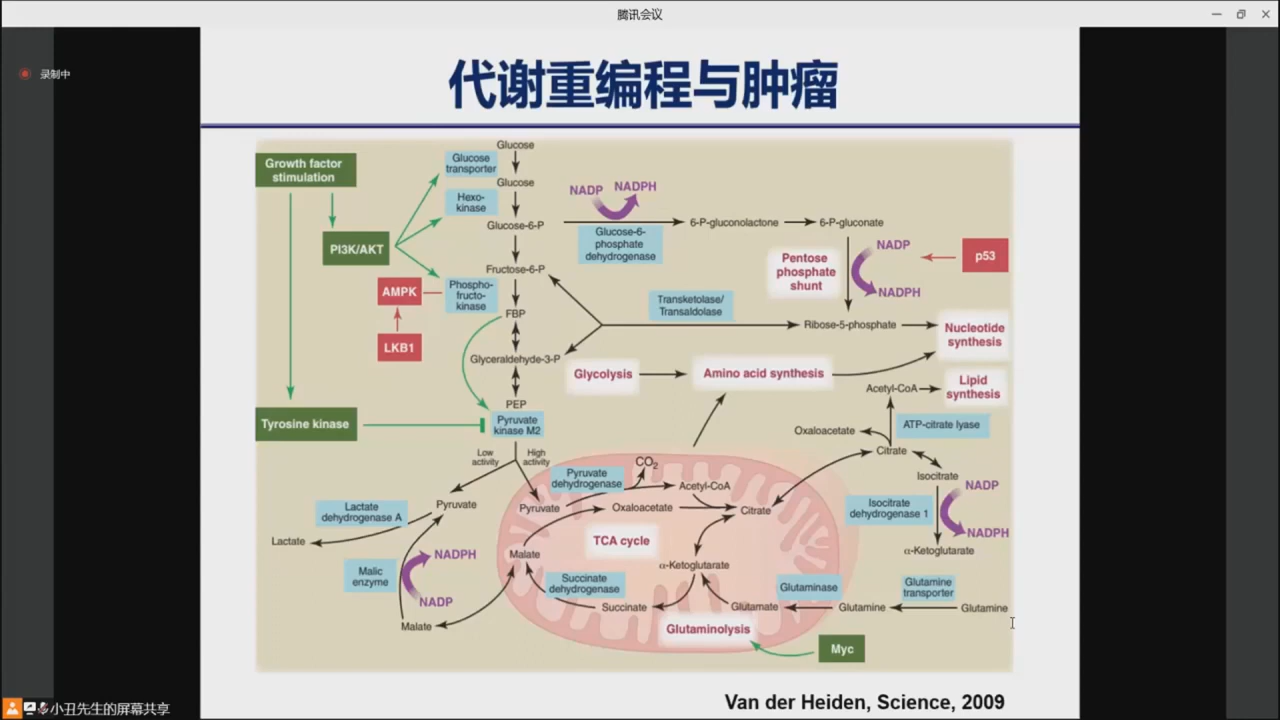 腾讯会议
录制中
代谢重编程与肿瘤
Growth factor
stimulation
PI3K/AKT
AMPK
LKB1
Tyrosine kinase
Glucose
Glucose
transporter
Glucose
Hexo-
kinase
Glucose-6-P
Fructose-6-P
Phospho-
fructo-
kinase
FBP
Glyceraldehyde-3-P
PEP
Pyruvate
kinase M2
Low
activity
High
activity
NADP
NADPH
Glucose-6-
phosphate
dehydrogenase
6-P-gluconolactone
6-P-gluconate
Pentose
phosphate
shunt
NADP
NADPH
p53
Transketolase/
Transaldolase
Ribose-5-phosphate
Nucleotide
synthesis
Glycolysis
Amino acid synthesis
Acetyl-CoA
Lipid
synthesis
ATP-citrate lyase
Oxaloacetate
Citrate
Isocitrate
Isocitrate
dehydrogenase 1
NADP
NADPH
α-Ketoglutarate
Pyruvate
Lactate
dehydrogenase A
Lactate
Malic
enzyme
NADPH
NADP
Malate
Pyruvate
dehydrogenase
CO2
Acetyl-CoA
Pyruvate
Oxaloacetate
Citrate
TCA cycle
Malate
α-Ketoglutarate
Succinate
dehydrogenase
Succinate
Glutamate
Glutaminase
Glutamine
Glutamine
transporter
Glutamine
Glutaminolysis
Myc
Van der Heiden, Science, 2009
小丑先生的屏幕共享